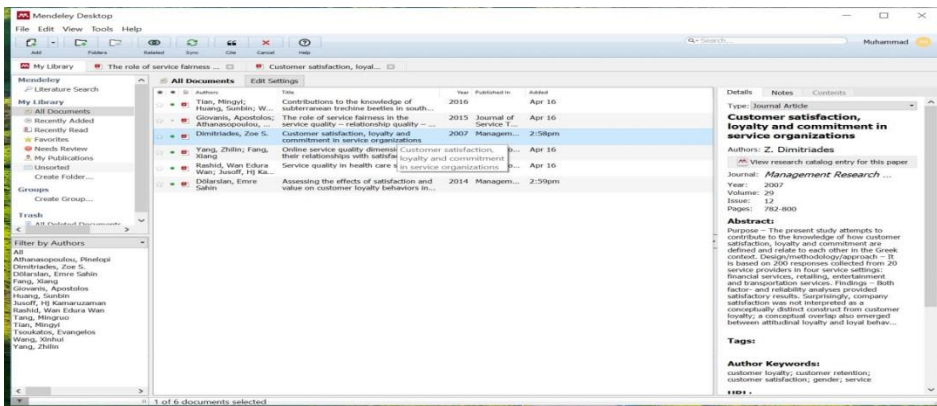 Mendeley Desktop
File Edit View Tools Help
Add Folders Related Sync Cite Cancel Help
Search... Muhammad
My Library The role of service fairness ... Customer satisfaction, loyal...
Mendeley
Literature Search
My Library
All Documents
Recently Added
Recently Read
Favorites
Needs Review
My Publications
Unsorted
Create Folder...
Groups
Create Group...
Trash
All Deleted Documents
Filter by Authors
All
Athanasopoulou, Pinelopi
Dimitriades, Zoe S.
Dölarslan, Emre Sahin
Fang, Xiang
Giovanis, Apostolos
Huang, Sunbin
Jusoff, HJ Kamaruzaman
Rashid, Wan Edura Wan
Tang, Mingruo
Tian, Mingyi
Tsoukatos, Evangelos
Wang, Xinhui
Yang, Zhilin
All Documents Edit Settings
Authors Title Year Published In Added
Tian, Mingyi; Contributions to the knowledge of 2016 Apr 16
Huang, Sunbin; W... subterranean trechine beetles in south...
Giovanis, Apostolos; The role of service fairness in the 2015 Journal of Apr 16
Athanasopoulou, ... service quality – relationship quality – ... Service T...
Dimitriades, Zoe S. Customer satisfaction, loyalty and 2007 Managem... 2:58pm
commitment in service organizations
Yang, Zhilin; Fang, Online service quality Apr 16
Xiang their relationships with
Rashid, Wan Edura Service quality in health care Apr 16
Wan; Jusoff, HJ Ka...
Customer satisfaction,
loyalty and commitment
in service organizations
Dölarslan, Emre Assessing the effects of satisfaction and 2014 Managem... 2:59pm
Sahin value on customer loyalty behaviors in...
1 of 6 documents selected
Details Notes Contents
Type: Journal Article
Customer satisfaction,
loyalty and commitment in
service organizations
Authors: Z. Dimitriades
View research catalog entry for this paper
Journal: Management Research ...
Year: 2007
Volume: 29
Issue: 12
Pages: 782-800
Abstract:
Purpose – The present study attempts to
contribute to the knowledge of how customer
satisfaction, loyalty and commitment are
defined and relate to each other in the Greek
context. Design/methodology/approach – It
is based on 200 responses collected from 20
service providers in four service settings:
financial services, retailing, entertainment
and transportation services. Findings – Both
factor- and reliability analyses provided
satisfactory results. Surprisingly, company
satisfaction was not interpreted as a
conceptually distinct construct from customer
loyalty; a conceptual overlap also emerged
between attitudinal loyalty and loyal behav...
Tags:
Author Keywords:
customer loyalty; customer retention;
customer satisfaction; gender; service